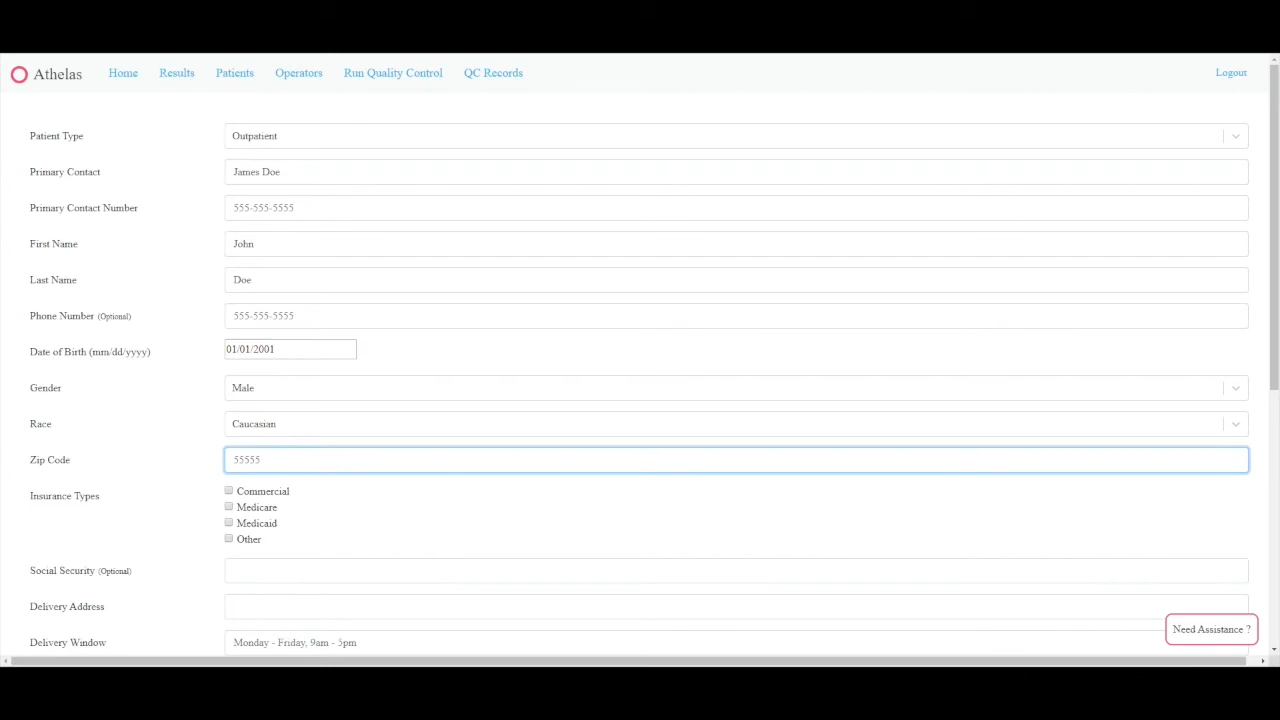 Athelas Home Results Patients Operators Run Quality Control QC Records Logout
Patient Type Outpatient
Primary Contact James Doe
Primary Contact Number 555-555-5555
First Name John
Last Name Doe
Phone Number (Optional) 555-555-5555
Date of Birth (mm/dd/yyyy) 01/01/2001
Gender Male
Race Caucasian
Zip Code 55555
Insurance Types Commercial
Medicare
Medicaid
Other
Social Security (Optional)
Delivery Address
Need Assistance ?
Delivery Window Monday - Friday, 9am - 5pm